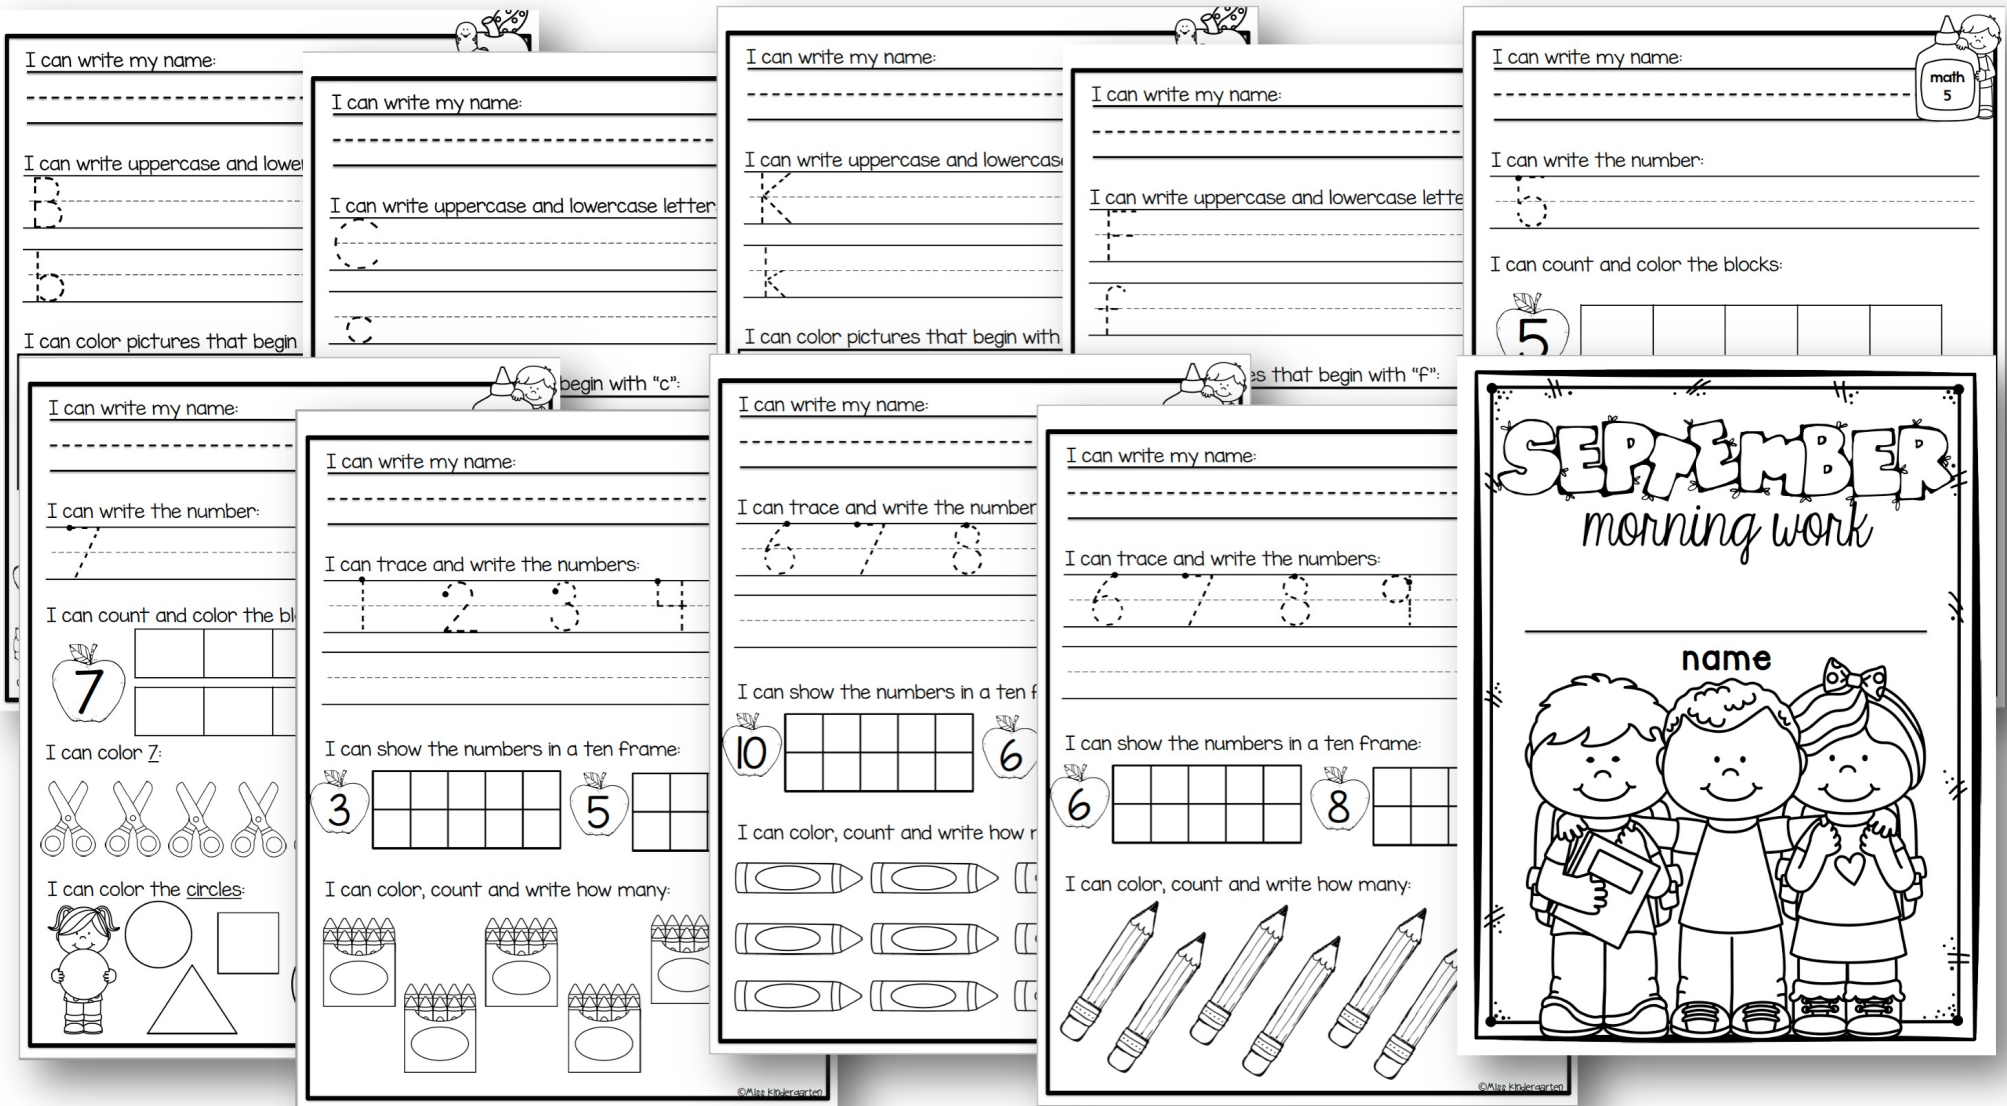 I can write my name:
I can write uppercase and lower
B
b
I can color pictures that begin
I can write my name:
I can write uppercase and lowercase letter
C
c
begin with "c":
I can write my name:
I can write uppercase and lowercase
K
k
I can color pictures that begin with
I can write my name:
I can write uppercase and lowercase lette
F
f
es that begin with "f":
I can write my name:
math
5
I can write the number:
5
I can count and color the blocks:
5
I can write my name:
I can write the number:
7
I can count and color the bl
7
I can color 7:
I can color the circles:
I can write my name:
I can trace and write the numbers:
1 2 3 4
I can show the numbers in a ten frame:
3 5
I can color, count and write how many:
©Miss Kindergarten
I can write my name:
I can trace and write the number
6 7 8
I can show the numbers in a ten f
10 6
I can color, count and write how
I can write my name:
I can trace and write the numbers:
6 7 8 9
I can show the numbers in a ten frame:
6 8
I can color, count and write how many:
©Miss Kindergarten
SEPTEMBER
morning work
name